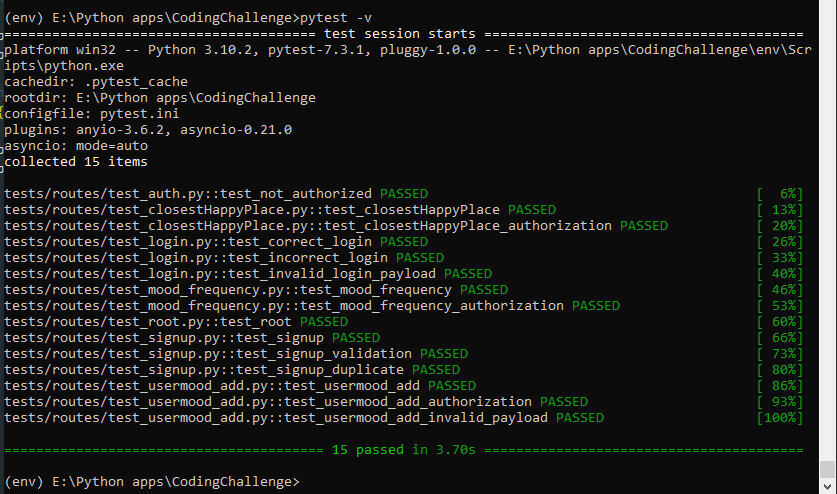 (env) E:\Python apps\CodingChallenge>pytest -v
======================================= test session starts ========================================
platform win32 -- Python 3.10.2, pytest-7.3.1, pluggy-1.0.0 -- E:\Python apps\CodingChallenge\env\Scr
ipts\python.exe
cachedir: .pytest_cache
rootdir: E:\Python apps\CodingChallenge
configfile: pytest.ini
plugins: anyio-3.6.2, asyncio-0.21.0
asyncio: mode=auto
collected 15 items
tests/routes/test_auth.py::test_not_authorized PASSED [  6%]
tests/routes/test_closestHappyPlace.py::test_closestHappyPlace PASSED [ 13%]
tests/routes/test_closestHappyPlace.py::test_closestHappyPlace_authorization PASSED [ 20%]
tests/routes/test_login.py::test_correct_login PASSED [ 26%]
tests/routes/test_login.py::test_incorrect_login PASSED [ 33%]
tests/routes/test_login.py::test_invalid_login_payload PASSED [ 40%]
tests/routes/test_mood_frequency.py::test_mood_frequency PASSED [ 46%]
tests/routes/test_mood_frequency.py::test_mood_frequency_authorization PASSED [ 53%]
tests/routes/test_root.py::test_root PASSED [ 60%]
tests/routes/test_signup.py::test_signup PASSED [ 66%]
tests/routes/test_signup.py::test_signup_validation PASSED [ 73%]
tests/routes/test_signup.py::test_signup_duplicate PASSED [ 80%]
tests/routes/test_usermood_add.py::test_usermood_add PASSED [ 86%]
tests/routes/test_usermood_add.py::test_usermood_add_authorization PASSED [ 93%]
tests/routes/test_usermood_add.py::test_usermood_add_invalid_payload PASSED [100%]
======================================== 15 passed in 3.70s ========================================
(env) E:\Python apps\CodingChallenge>